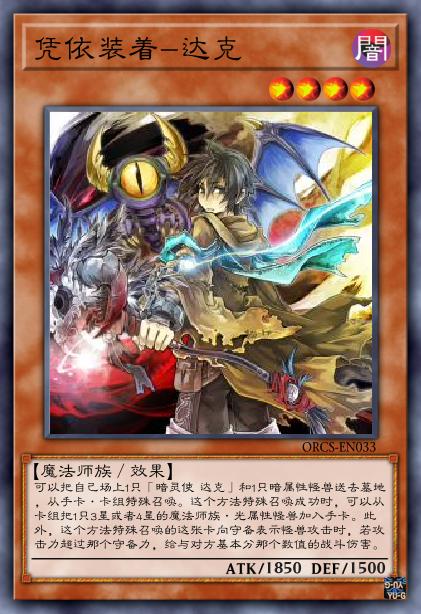 凭依装着–达克
闇
ORCS-EN033
【魔法师族／效果】
可以把自己场上1只「暗灵使 达克」和1只暗属性怪兽送去墓地
，从手卡・卡组特殊召唤。这个方法特殊召唤成功时，可以从
卡组把1只3星或者4星的魔法师族・光属性怪兽加入手卡。此
外，这个方法特殊召唤的这张卡向守备表示怪兽攻击时，若攻
击力超过那个守备力，给与对方基本分那个数值的战斗伤害。
ATK/1850 DEF/1500